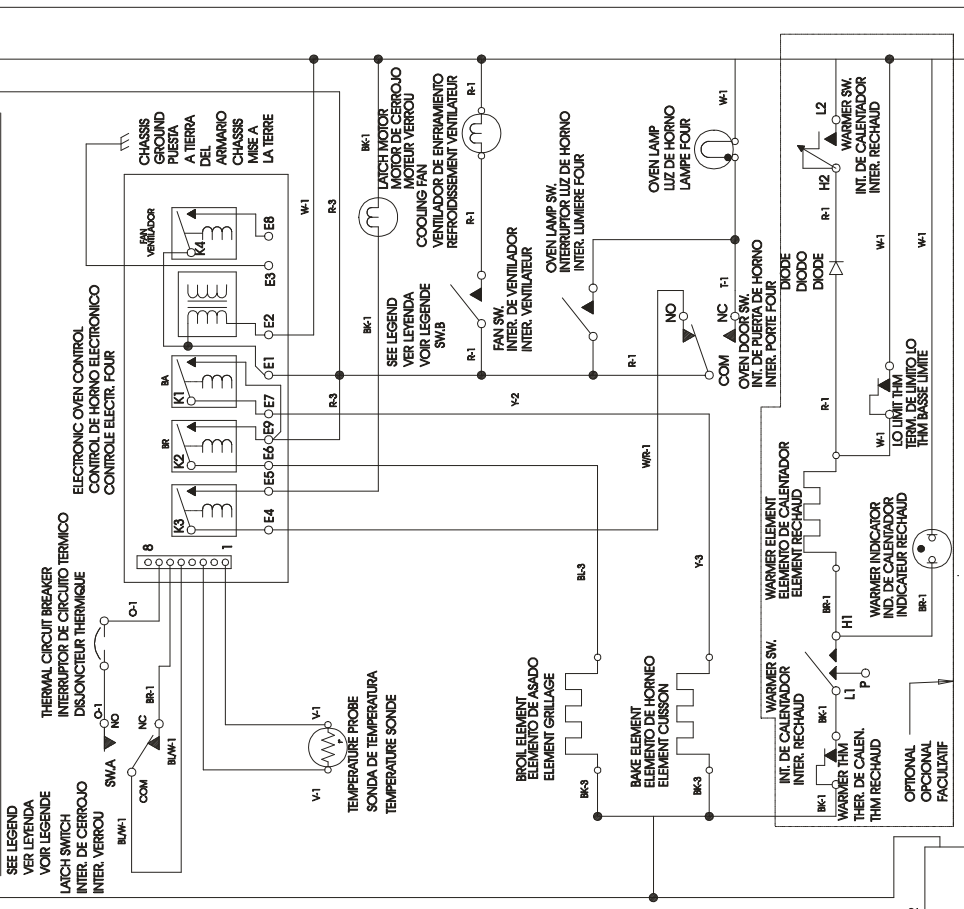 CHASSIS
GROUND
PUESTA
A TIERRA
DEL
ARMARIO
CHASSIS
MISE A
LA TERRE
ELECTRONIC OVEN CONTROL
CONTROL DE HORNO ELECTRONICO
CONTROLE ELECTR. FOUR
FAN
VENTILADOR
K4
E8
E3
E2
E1
K1
BA
E7
E9
K2
BR
E6
E5
K3
E4
8
1
W-1
R-3
R-3
BK-1
BK-1
LATCH MOTOR
MOTOR DE CERROJO
MOTEUR VERROU
COOLING FAN
VENTILADOR DE ENFRIAMIENTO
REFROIDISSEMENT VENTILATEUR
R-1
R-1
R-1
SEE LEGEND
VER LEYENDA
VOIR LEGENDE
SW.B
FAN SW.
INTER. DE VENTILADOR
INTER. VENTILATEUR
OVEN LAMP SW.
INTERRUPTOR LUZ DE HORNO
INTER. LUMIERE FOUR
OVEN LAMP
LUZ DE HORNO
LAMPE FOUR
W-1
T-1
NO
NC
COM
OVEN DOOR SW.
INT. DE PUERTA DE HORNO
INTER. PORTE FOUR
R-1
Y-2
W/R-1
L2
WARMER SW.
INT. DE CALENTADOR
INTER. RECHAUD
H2
R-1
DIODE
DIODO
DIODE
W-1
W-1
R-1
W-1
LO LIMIT THM
TERM. DE LIMITO LO
THM BASSE LIMITE
WARMER ELEMENT
ELEMENTO DE CALENTADOR
ELEMENT RECHAUD
WARMER INDICATOR
IND. DE CALENTADOR
INDICATEUR RECHAUD
BR-1
BR-1
H1
WARMER SW.
INT. DE CALENTADOR
INTER. RECHAUD
L1
P
BK-1
BK-1
WARMER THM
THER. DE CALEN.
THM RECHAUD
OPTIONAL
OPCIONAL
FACULTATIF
THERMAL CIRCUIT BREAKER
INTERRUPTOR DE CIRCUITO TERMICO
DISJONCTEUR THERMIQUE
O-1
O-1
NO
NC
SW.A
COM
BR-1
BL/W-1
BL/W-1
SEE LEGEND
VER LEYENDA
VOIR LEGENDE
LATCH SWITCH
INTER. DE CERROJO
INTER. VERROU
V-1
V-1
TEMPERATURE PROBE
SONDA DE TEMPERATURA
TEMPERATURE SONDE
BL-3
Y-3
BROIL ELEMENT
ELEMENTO DE ASADO
ELEMENT GRILLAGE
BK-3
BAKE ELEMENT
ELEMENTO DE HORNEO
ELEMENT CUISSON
BK-3